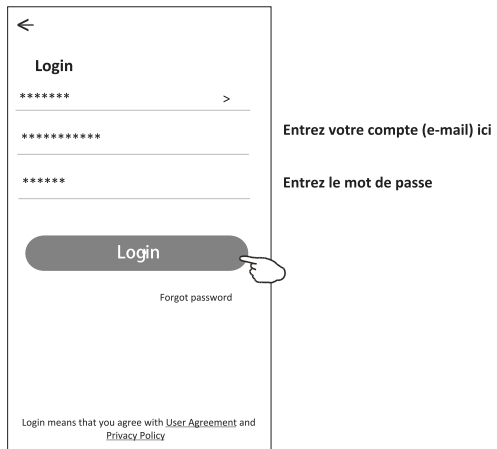 Login
******* >
***********
Entrez votre compte (e-mail) ici
******
Entrez le mot de passe
Login
Forgot password
Login means that you agree with User Agreement and
Privacy Policy